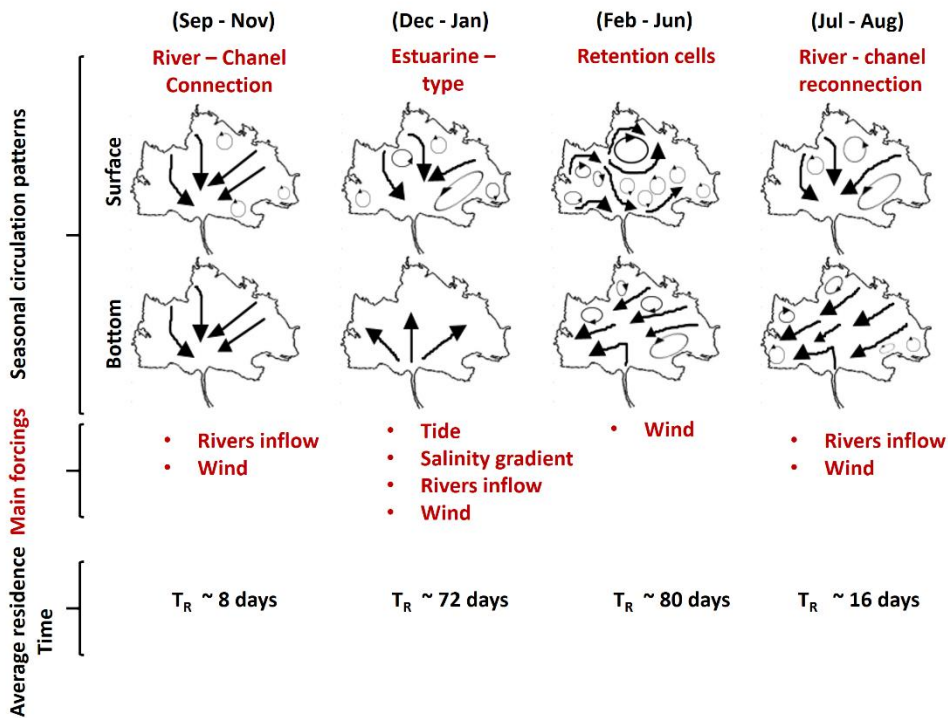 (Sep - Nov)
(Dec - Jan)
(Feb - Jun)
(Jul - Aug)
River – Chanel
Connection
Estuarine –
type
Retention cells
River - chanel
reconnection
Seasonal circulation patterns
Surface
Bottom
Main forcings
• Rivers inflow
• Wind
• Tide
• Salinity gradient
• Rivers inflow
• Wind
• Wind
• Rivers inflow
• Wind
Average residence
Time
TR ~ 8 days
TR ~ 72 days
TR ~ 80 days
TR ~ 16 days